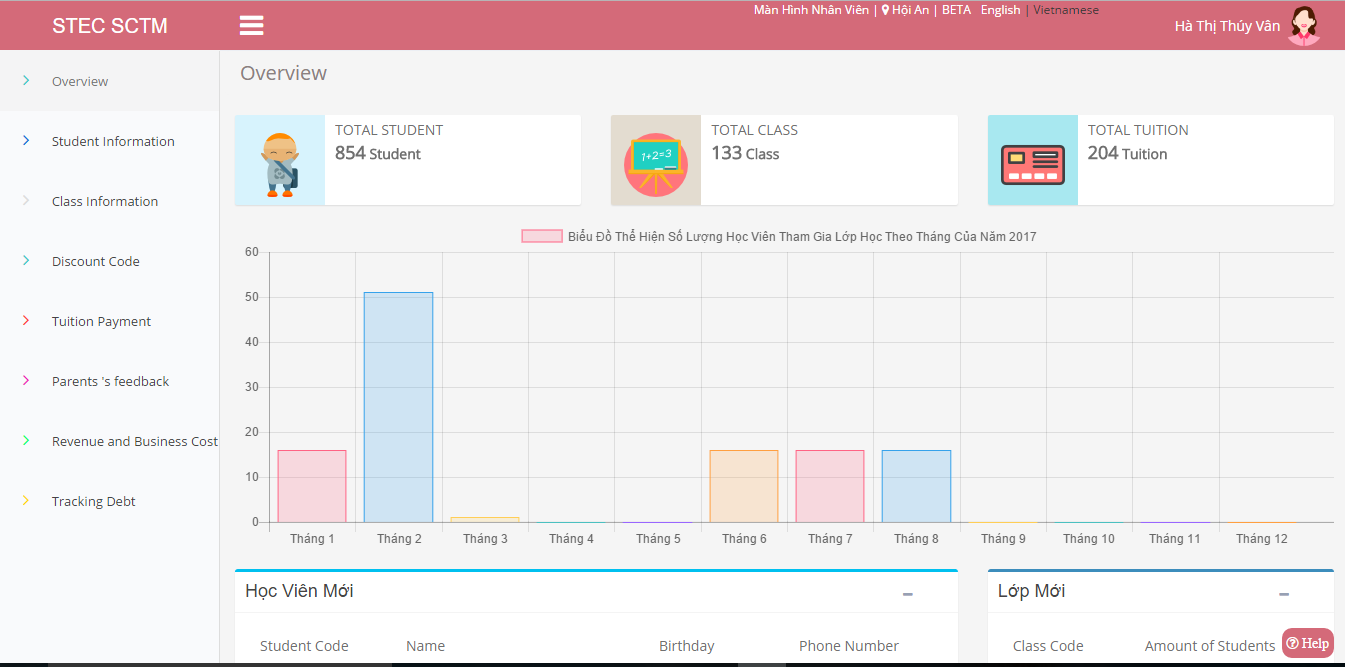 STEC SCTM
Màn Hình Nhân Viên | Hội An | BETA English | Vietnamese
Hà Thị Thúy Vân
Overview
Student Information
Class Information
Discount Code
Tuition Payment
Parents 's feedback
Revenue and Business Cost
Tracking Debt
Overview
TOTAL STUDENT
854 Student
1+2=3
TOTAL CLASS
133 Class
TOTAL TUITION
204 Tuition
Biểu Đồ Thể Hiện Số Lượng Học Viên Tham Gia Lớp Học Theo Tháng Của Năm 2017
60
50
40
30
20
10
0
Tháng 1 Tháng 2 Tháng 3 Tháng 4 Tháng 5 Tháng 6 Tháng 7 Tháng 8 Tháng 9 Tháng 10 Tháng 11 Tháng 12
Học Viên Mới
Student Code Name Birthday Phone Number
Lớp Mới
Class Code Amount of Students
Help